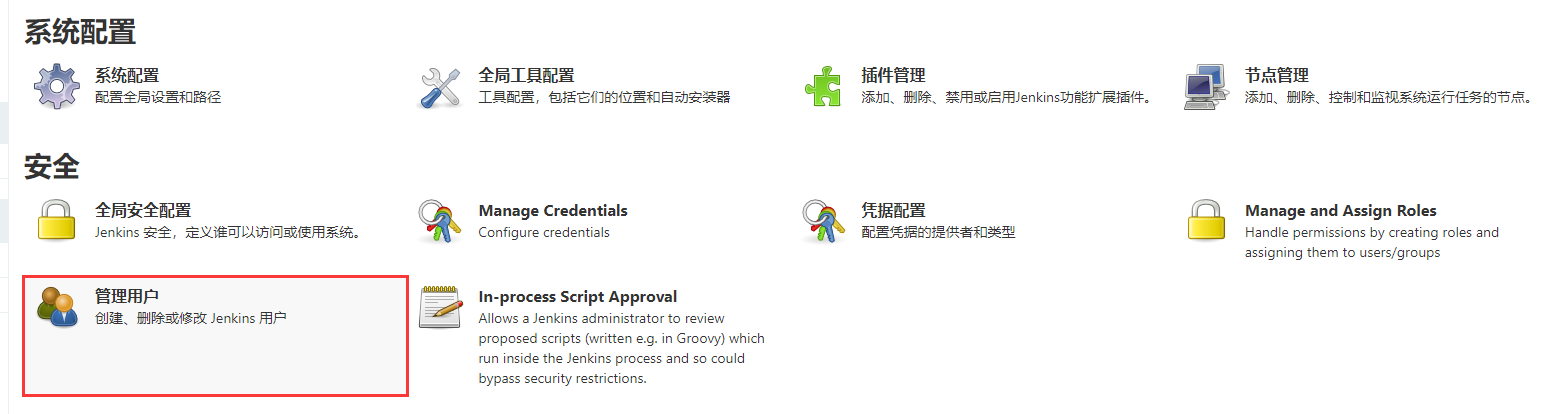 系统配置
系统配置
配置全局设置和路径
全局工具配置
工具配置，包括它们的位置和自动安装器
插件管理
添加、删除、禁用或启用Jenkins功能扩展插件。
节点管理
添加、删除、控制和监视系统运行任务的节点。
安全
全局安全配置
Jenkins 安全，定义谁可以访问或使用系统。
Manage Credentials
Configure credentials
凭据配置
配置凭据的提供者和类型
Manage and Assign Roles
Handle permissions by creating roles and
assigning them to users/groups
管理用户
创建、删除或修改 Jenkins 用户
In-process Script Approval
Allows a Jenkins administrator to review
proposed scripts (written e.g. in Groovy) which
run inside the Jenkins process and so could
bypass security restrictions.